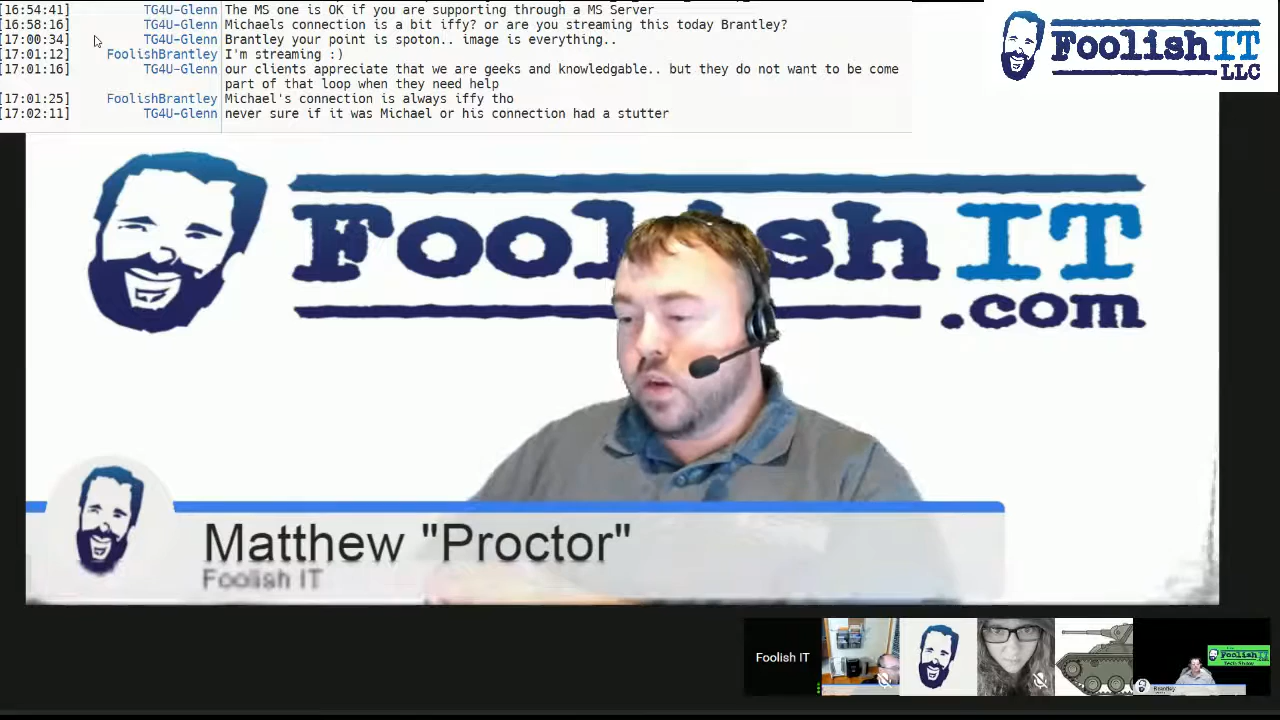 [16:54:41] TG4U-Glenn The MS one is OK if you are supporting through a MS Server
[16:58:16] TG4U-Glenn Michaels connection is a bit iffy? or are you streaming this today Brantley?
[17:00:34] TG4U-Glenn Brantley your point is spoton.. image is everything..
[17:01:12] FoolishBrantley I'm streaming :)
[17:01:16] TG4U-Glenn our clients appreciate that we are geeks and knowledgable.. but they do not want to be come
part of that loop when they need help
[17:01:25] FoolishBrantley Michael's connection is always iffy tho
[17:02:11] TG4U-Glenn never sure if it was Michael or his connection had a stutter
FoolishIT
LLC
FoolishIT
.com
Matthew "Proctor"
Foolish IT
Foolish IT
FoolishIT
Tech Show
Brantley